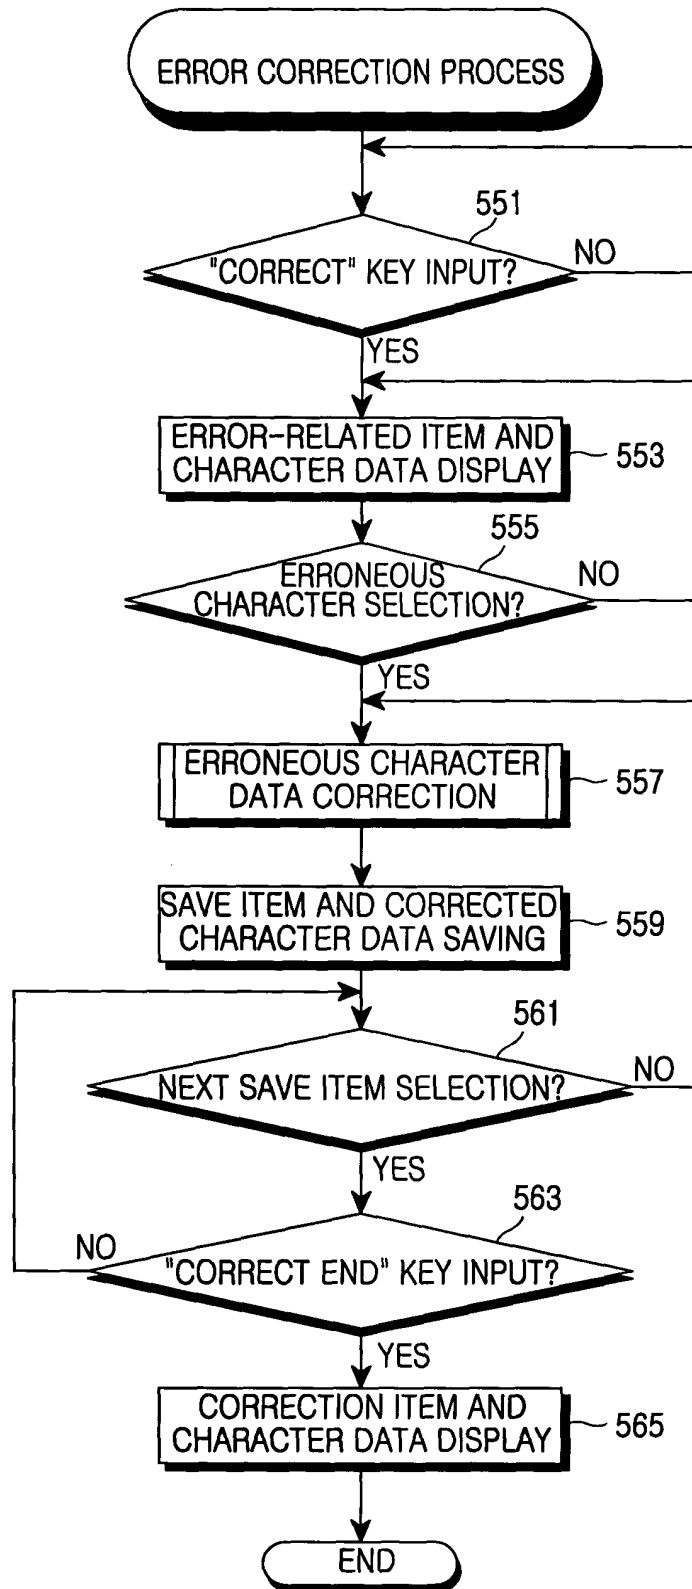 ERROR CORRECTION PROCESS
551
"CORRECT" KEY INPUT?
NO
YES
ERROR-RELATED ITEM AND
CHARACTER DATA DISPLAY
553
555
ERRONEOUS
CHARACTER SELECTION?
NO
YES
ERRONEOUS CHARACTER
DATA CORRECTION
557
SAVE ITEM AND CORRECTED
CHARACTER DATA SAVING
559
561
NEXT SAVE ITEM SELECTION?
NO
YES
563
NO
"CORRECT END" KEY INPUT?
YES
CORRECTION ITEM AND
CHARACTER DATA DISPLAY
565
END